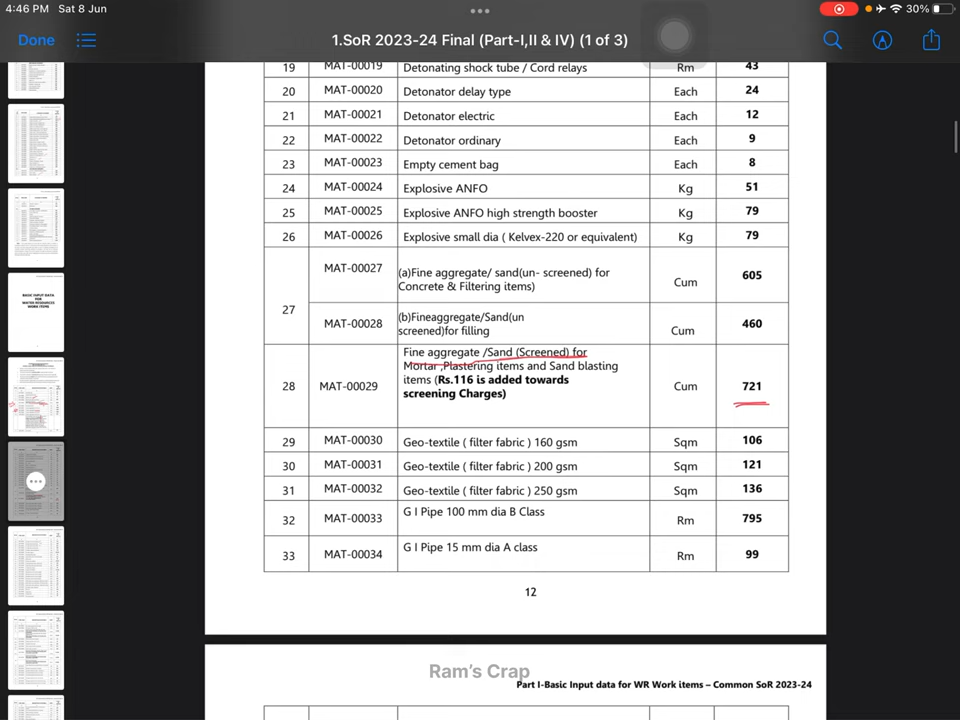 4:46 PM Sat 8 Jun
30%
Done
1.SoR 2023-24 Final (Part-I,II & IV) (1 of 3)
19 MAT-00019 Detonating shock tube / Cord relays Rm 43
20 MAT-00020 Detonator delay type Each 24
21 MAT-00021 Detonator electric Each 12
22 MAT-00022 Detonator ordinary Each 9
23 MAT-00023 Empty cement bag Each 8
24 MAT-00024 Explosive ANFO Kg 51
25 MAT-00025 Explosive ANFO high strength booster Kg 79
26 MAT-00026 Explosive small dia ( Kelvex-220 or equivalent) Kg 79
27 MAT-00027 (a)Fine aggregate/ sand(un- screened) for
Concrete & Filtering items) Cum 605
MAT-00028 (b)Fineaggregate/Sand(un
screened)for filling Cum 460
28 MAT-00029 Fine aggregate /Sand (Screened) for
Mortar ,Plastering items and Sand blasting
items (Rs.116 is added towards
screening Charges) Cum 721
29 MAT-00030 Geo-textile ( filter fabric ) 160 gsm Sqm 106
30 MAT-00031 Geo-textile ( filter fabric ) 200 gsm Sqm 121
31 MAT-00032 Geo-textile ( filter fabric ) 250 gsm Sqm 136
32 MAT-00033 G I Pipe 100 mm dia B Class Rm 795
33 MAT-00034 G I Pipe 15 mm dia A class Rm 99
12
Ram's Crap
Part I-Basic Input data for WR Work items – Common SoR 2023-24
BASIC INPUT DATA
FOR
WATER RESOURCES
WORK ITEMS